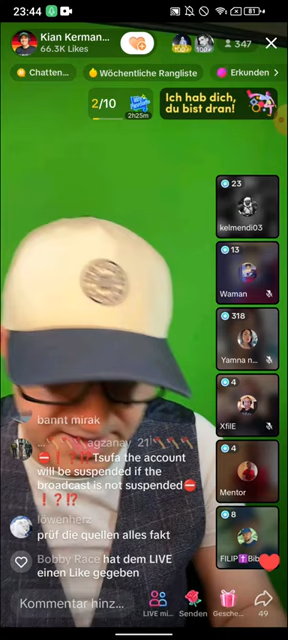 23:44
81
Kian Kerman...
66.3K Likes
347
Chatten...
Wöchentliche Rangliste
Erkunden
2/10
2h25m
Ich hab dich,
du bist dran!
23
kelmendi03
13
Waman
318
Yamna n...
4
XfilE
4
Mentor
8
FILIP✝Bib
bannt mirak
agzanay 21
⛔❗❓⁉Tsufa the account
will be suspended if the
broadcast is not suspended⛔
❗?⁉
löwenherz
prüf die quellen alles fakt
Bobby Race hat dem LIVE
einen Like gegeben
Kommentar hinz...
LIVE mi...
Senden
Gesche...
49